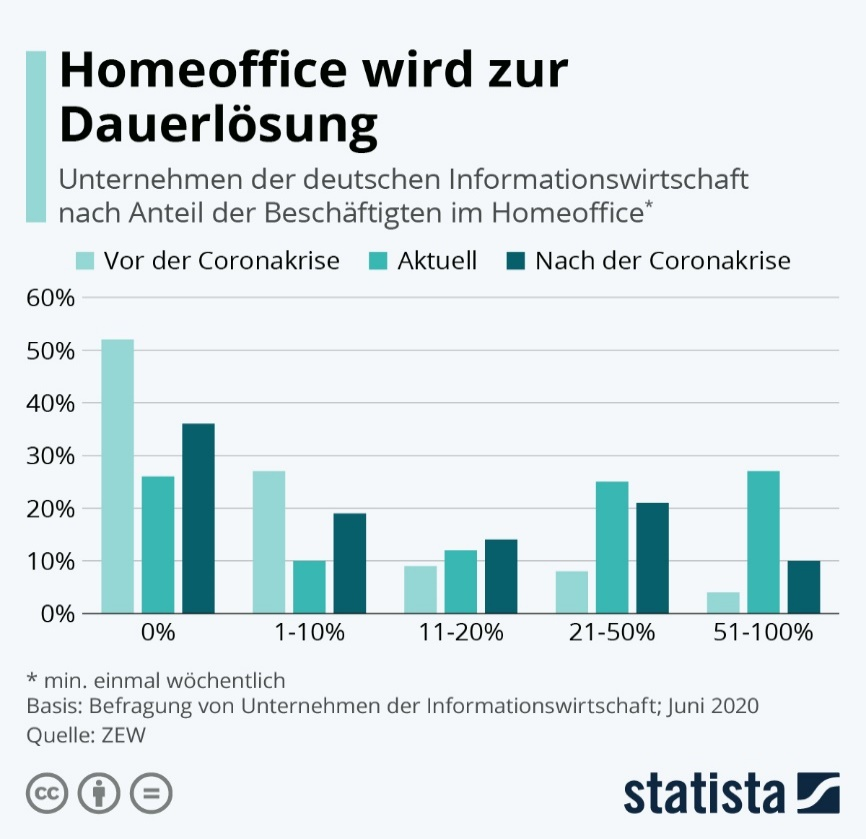 Homeoffice wird zur
Dauerlösung
Unternehmen der deutschen Informationswirtschaft
nach Anteil der Beschäftigten im Homeoffice*
Vor der Coronakrise Aktuell Nach der Coronakrise
60%
50%
40%
30%
20%
10%
0%
0% 1-10% 11-20% 21-50% 51-100%
* min. einmal wöchentlich
Basis: Befragung von Unternehmen der Informationswirtschaft; Juni 2020
Quelle: ZEW
cc = statista